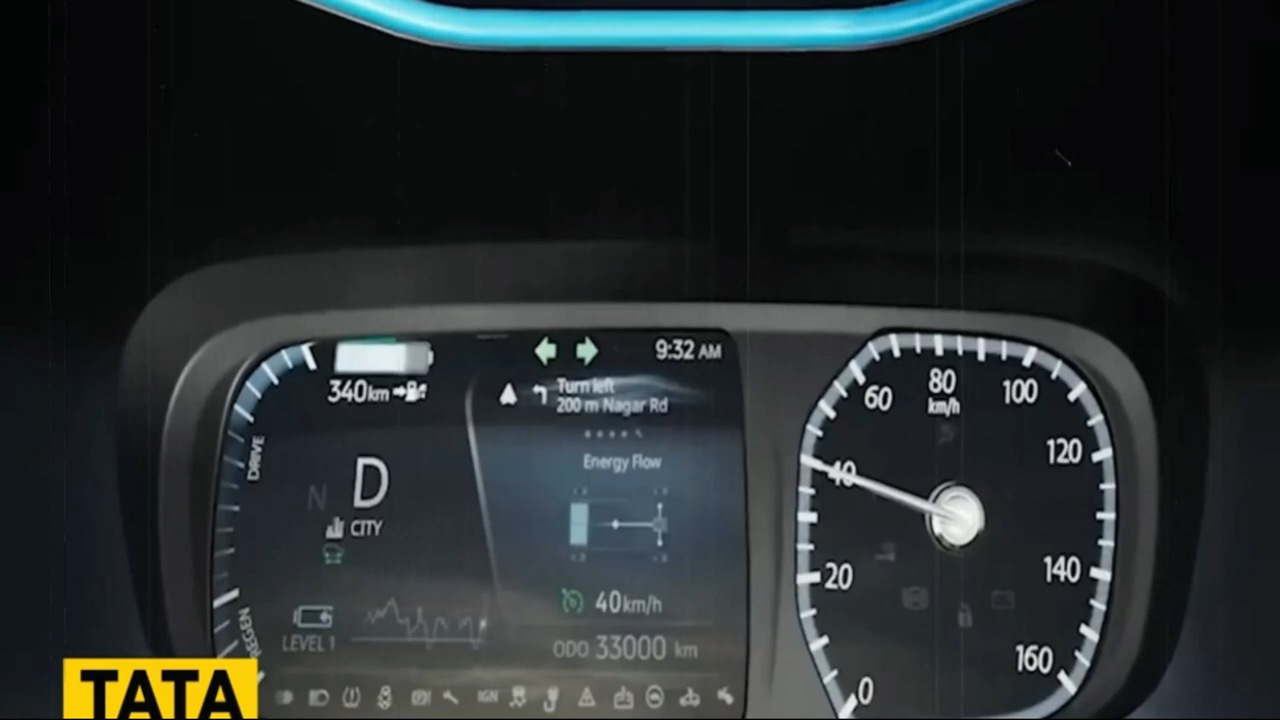 9:32 AM
340km
Turn left
200 m Nagar Rd
Energy Flow
DRIVE
N D
CITY
40km/h
LEVEL 1
REGEN
ODO 33000 km
IGN
0
20
40
60
80
km/h
100
120
140
160
TATA